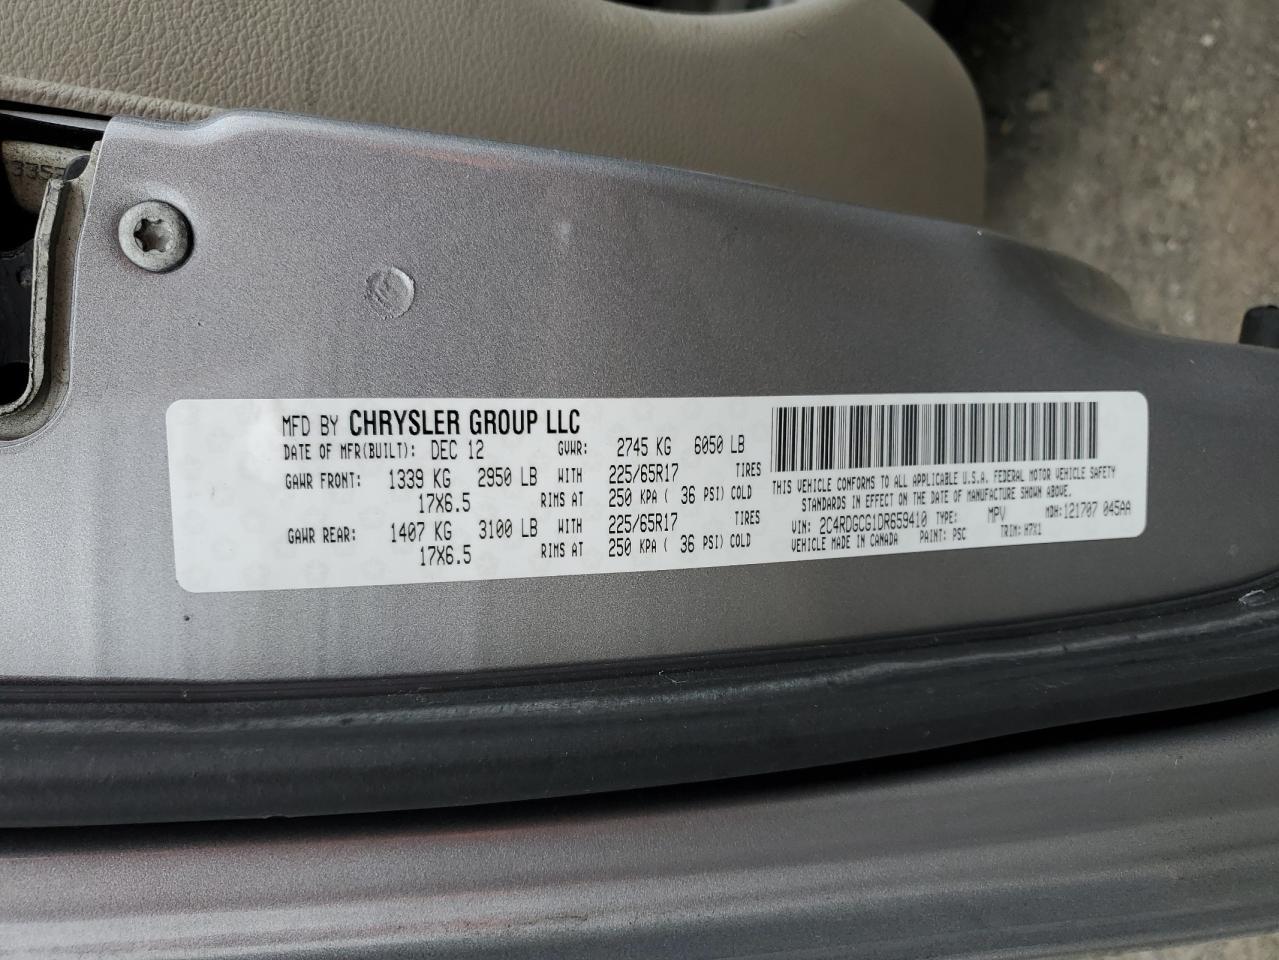 3352
MFD BY CHRYSLER GROUP LLC
DATE OF MFR(BUILT): DEC 12 GVWR: 2745 KG 6050 LB
GAWR FRONT: 1339 KG 2950 LB WITH 225/65R17 TIRES
17X6.5 RIMS AT 250 KPA ( 36 PSI) COLD
GAWR REAR: 1407 KG 3100 LB WITH 225/65R17 TIRES
17X6.5 RIMS AT 250 KPA ( 36 PSI) COLD
THIS VEHICLE CONFORMS TO ALL APPLICABLE U.S.A. FEDERAL MOTOR VEHICLE SAFETY
STANDARDS IN EFFECT ON THE DATE OF MANUFACTURE SHOWN ABOVE.
VIN: 2C4RDGCG1DR659410 TYPE: MPV MDH:121707 045AA
VEHICLE MADE IN CANADA PAINT: PSC TRIM: H7X1